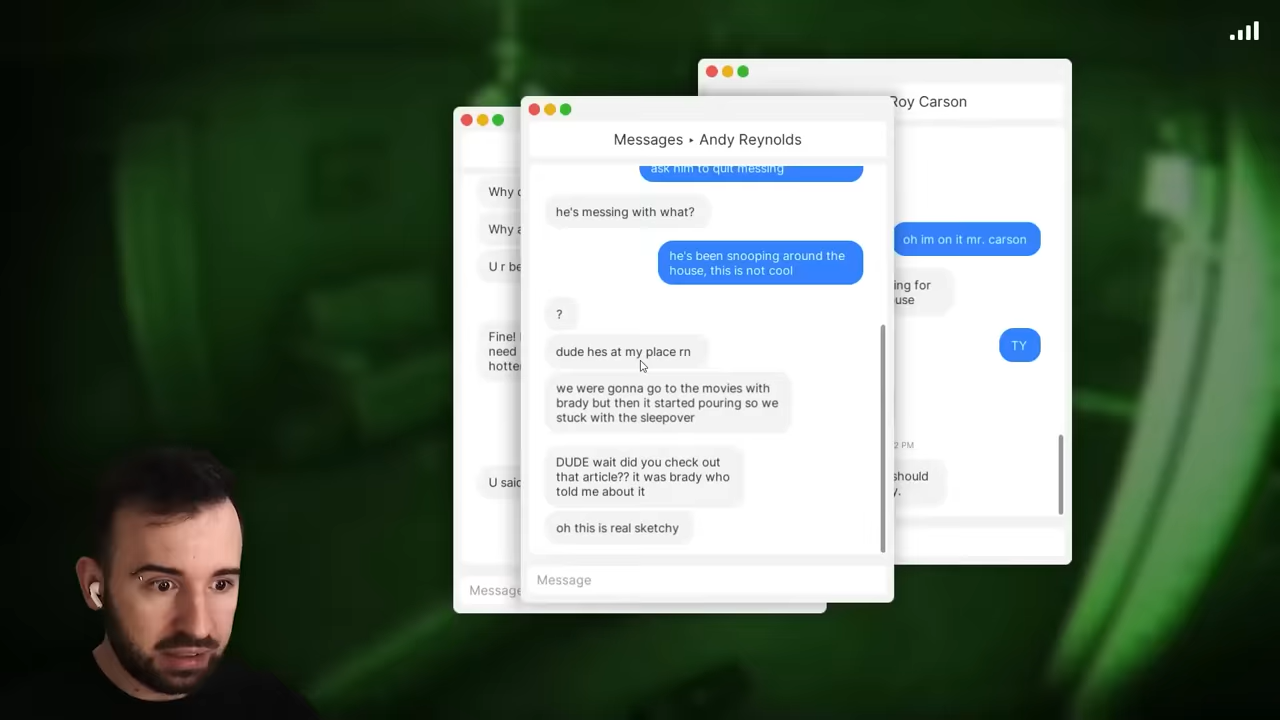 Roy Carson
Messages ‣ Andy Reynolds
ask him to quit messing
he's messing with what?
he's been snooping around the
house, this is not cool
?
dude hes at my place rn
we were gonna go to the movies with
brady but then it started pouring so we
stuck with the sleepover
DUDE wait did you check out
that article?? it was brady who
told me about it
oh this is real sketchy
Message
Why
Why a
U r be
Fine!
need
hotte
U said
Message
oh im on it mr. carson
ing for
use
TY
2 PM
should
y.